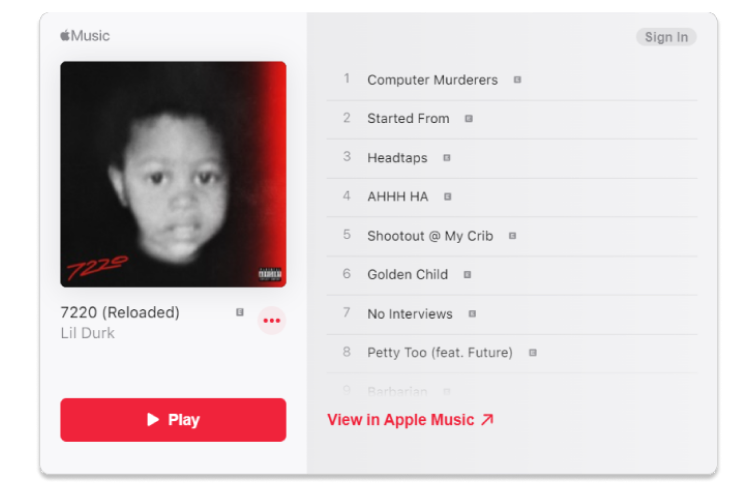 Music
Sign In
7220
7220 (Reloaded) E
Lil Durk
Play
1 Computer Murderers E
2 Started From E
3 Headtaps E
4 AHHH HA E
5 Shootout @ My Crib E
6 Golden Child E
7 No Interviews E
8 Petty Too (feat. Future) E
9 Barbarian E
View in Apple Music